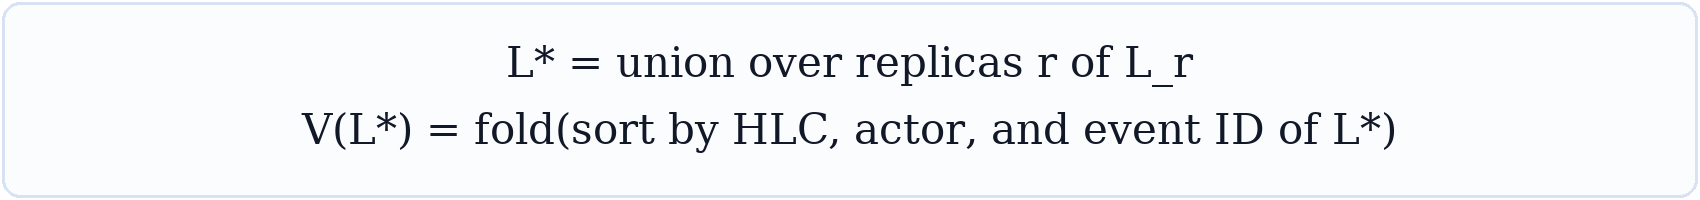 L* = union over replicas r of L_r
V(L*) = fold(sort by HLC, actor, and event ID of L*)